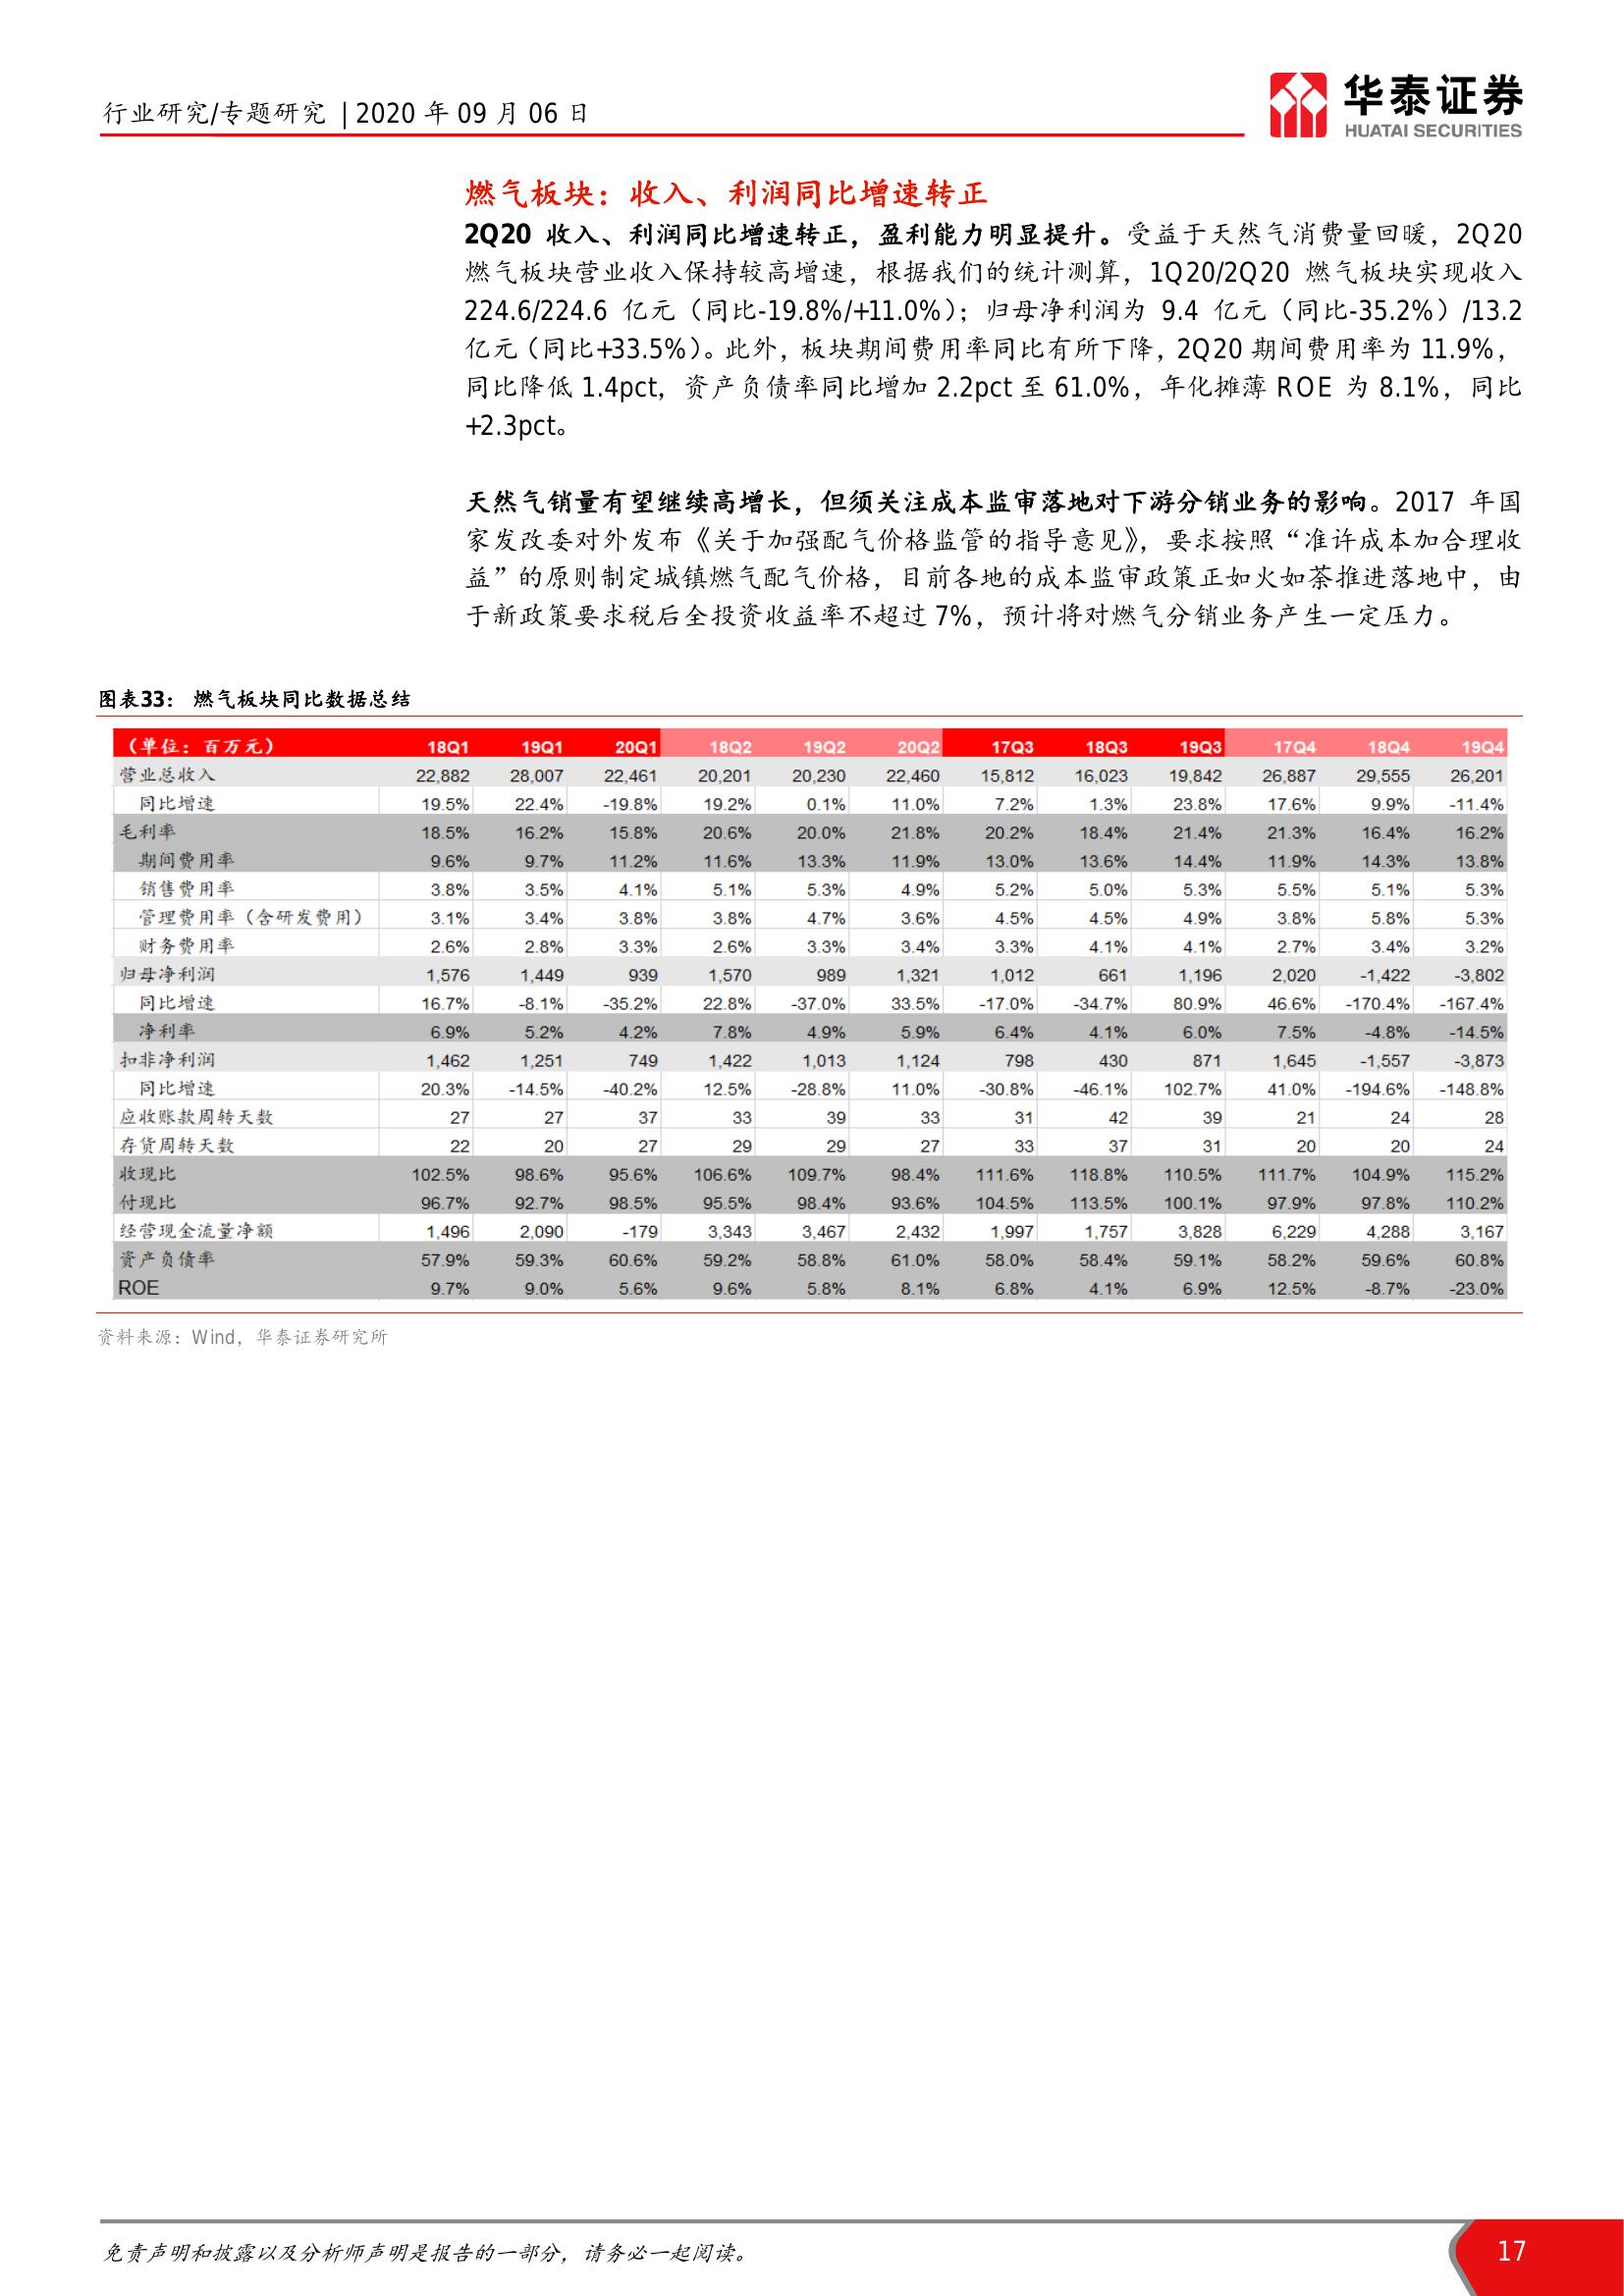 行业研究/专题研究 | 2020 年 09 月 06 日
华泰证券
HUATAI SECURITIES
燃气板块：收入、利润同比增速转正
2Q20 收入、利润同比增速转正，盈利能力明显提升。受益于天然气消费量回暖，2Q20
燃气板块营业收入保持较高增速，根据我们的统计测算，1Q20/2Q20 燃气板块实现收入
224.6/224.6 亿元（同比-19.8%/+11.0%）；归母净利润为 9.4 亿元（同比-35.2%）/13.2
亿元（同比+33.5%）。此外，板块期间费用率同比有所下降，2Q20 期间费用率为 11.9%，
同比降低 1.4pct，资产负债率同比增加 2.2pct 至 61.0%，年化摊薄 ROE 为 8.1%，同比
+2.3pct。
天然气销量有望继续高增长，但须关注成本监审落地对下游分销业务的影响。2017 年国
家发改委对外发布《关于加强配气价格监管的指导意见》，要求按照“准许成本加合理收
益”的原则制定城镇燃气配气价格，目前各地的成本监审政策正如火如荼推进落地中，由
于新政策要求税后全投资收益率不超过 7%，预计将对燃气分销业务产生一定压力。
图表33： 燃气板块同比数据总结
（单位：百万元） 18Q1 19Q1 20Q1 18Q2 19Q2 20Q2 17Q3 18Q3 19Q3 17Q4 18Q4 19Q4
营业总收入 22,882 28,007 22,461 20,201 20,230 22,460 15,812 16,023 19,842 26,887 29,555 26,201
同比增速 19.5% 22.4% -19.8% 19.2% 0.1% 11.0% 7.2% 1.3% 23.8% 17.6% 9.9% -11.4%
毛利率 18.5% 16.2% 15.8% 20.6% 20.0% 21.8% 20.2% 18.4% 21.4% 21.3% 16.4% 16.2%
期间费用率 9.6% 9.7% 11.2% 11.6% 13.3% 11.9% 13.0% 13.6% 14.4% 11.9% 14.3% 13.8%
销售费用率 3.8% 3.5% 4.1% 5.1% 5.3% 4.9% 5.2% 5.0% 5.3% 5.5% 5.1% 5.3%
管理费用率（含研发费用） 3.1% 3.4% 3.8% 3.8% 4.7% 3.6% 4.5% 4.5% 4.9% 3.8% 5.8% 5.3%
财务费用率 2.6% 2.8% 3.3% 2.6% 3.3% 3.4% 3.3% 4.1% 4.1% 2.7% 3.4% 3.2%
归母净利润 1,576 1,449 939 1,570 989 1,321 1,012 661 1,196 2,020 -1,422 -3,802
同比增速 16.7% -8.1% -35.2% 22.8% -37.0% 33.5% -17.0% -34.7% 80.9% 46.6% -170.4% -167.4%
净利率 6.9% 5.2% 4.2% 7.8% 4.9% 5.9% 6.4% 4.1% 6.0% 7.5% -4.8% -14.5%
扣非净利润 1,462 1,251 749 1,422 1,013 1,124 798 430 871 1,645 -1,557 -3,873
同比增速 20.3% -14.5% -40.2% 12.5% -28.8% 11.0% -30.8% -46.1% 102.7% 41.0% -194.6% -148.8%
应收账款周转天数 27 27 37 33 39 33 31 42 39 21 24 28
存货周转天数 22 20 27 29 29 27 33 37 31 20 20 24
收现比 102.5% 98.6% 95.6% 106.6% 109.7% 98.4% 111.6% 118.8% 110.5% 111.7% 104.9% 115.2%
付现比 96.7% 92.7% 98.5% 95.5% 98.4% 93.6% 104.5% 113.5% 100.1% 97.9% 97.8% 110.2%
经营现金流量净额 1,496 2,090 -179 3,343 3,467 2,432 1,997 1,757 3,828 6,229 4,288 3,167
资产负债率 57.9% 59.3% 60.6% 59.2% 58.8% 61.0% 58.0% 58.4% 59.1% 58.2% 59.6% 60.8%
ROE 9.7% 9.0% 5.6% 9.6% 5.8% 8.1% 6.8% 4.1% 6.9% 12.5% -8.7% -23.0%
资料来源：Wind，华泰证券研究所
免责声明和披露以及分析师声明是报告的一部分，请务必一起阅读。
17